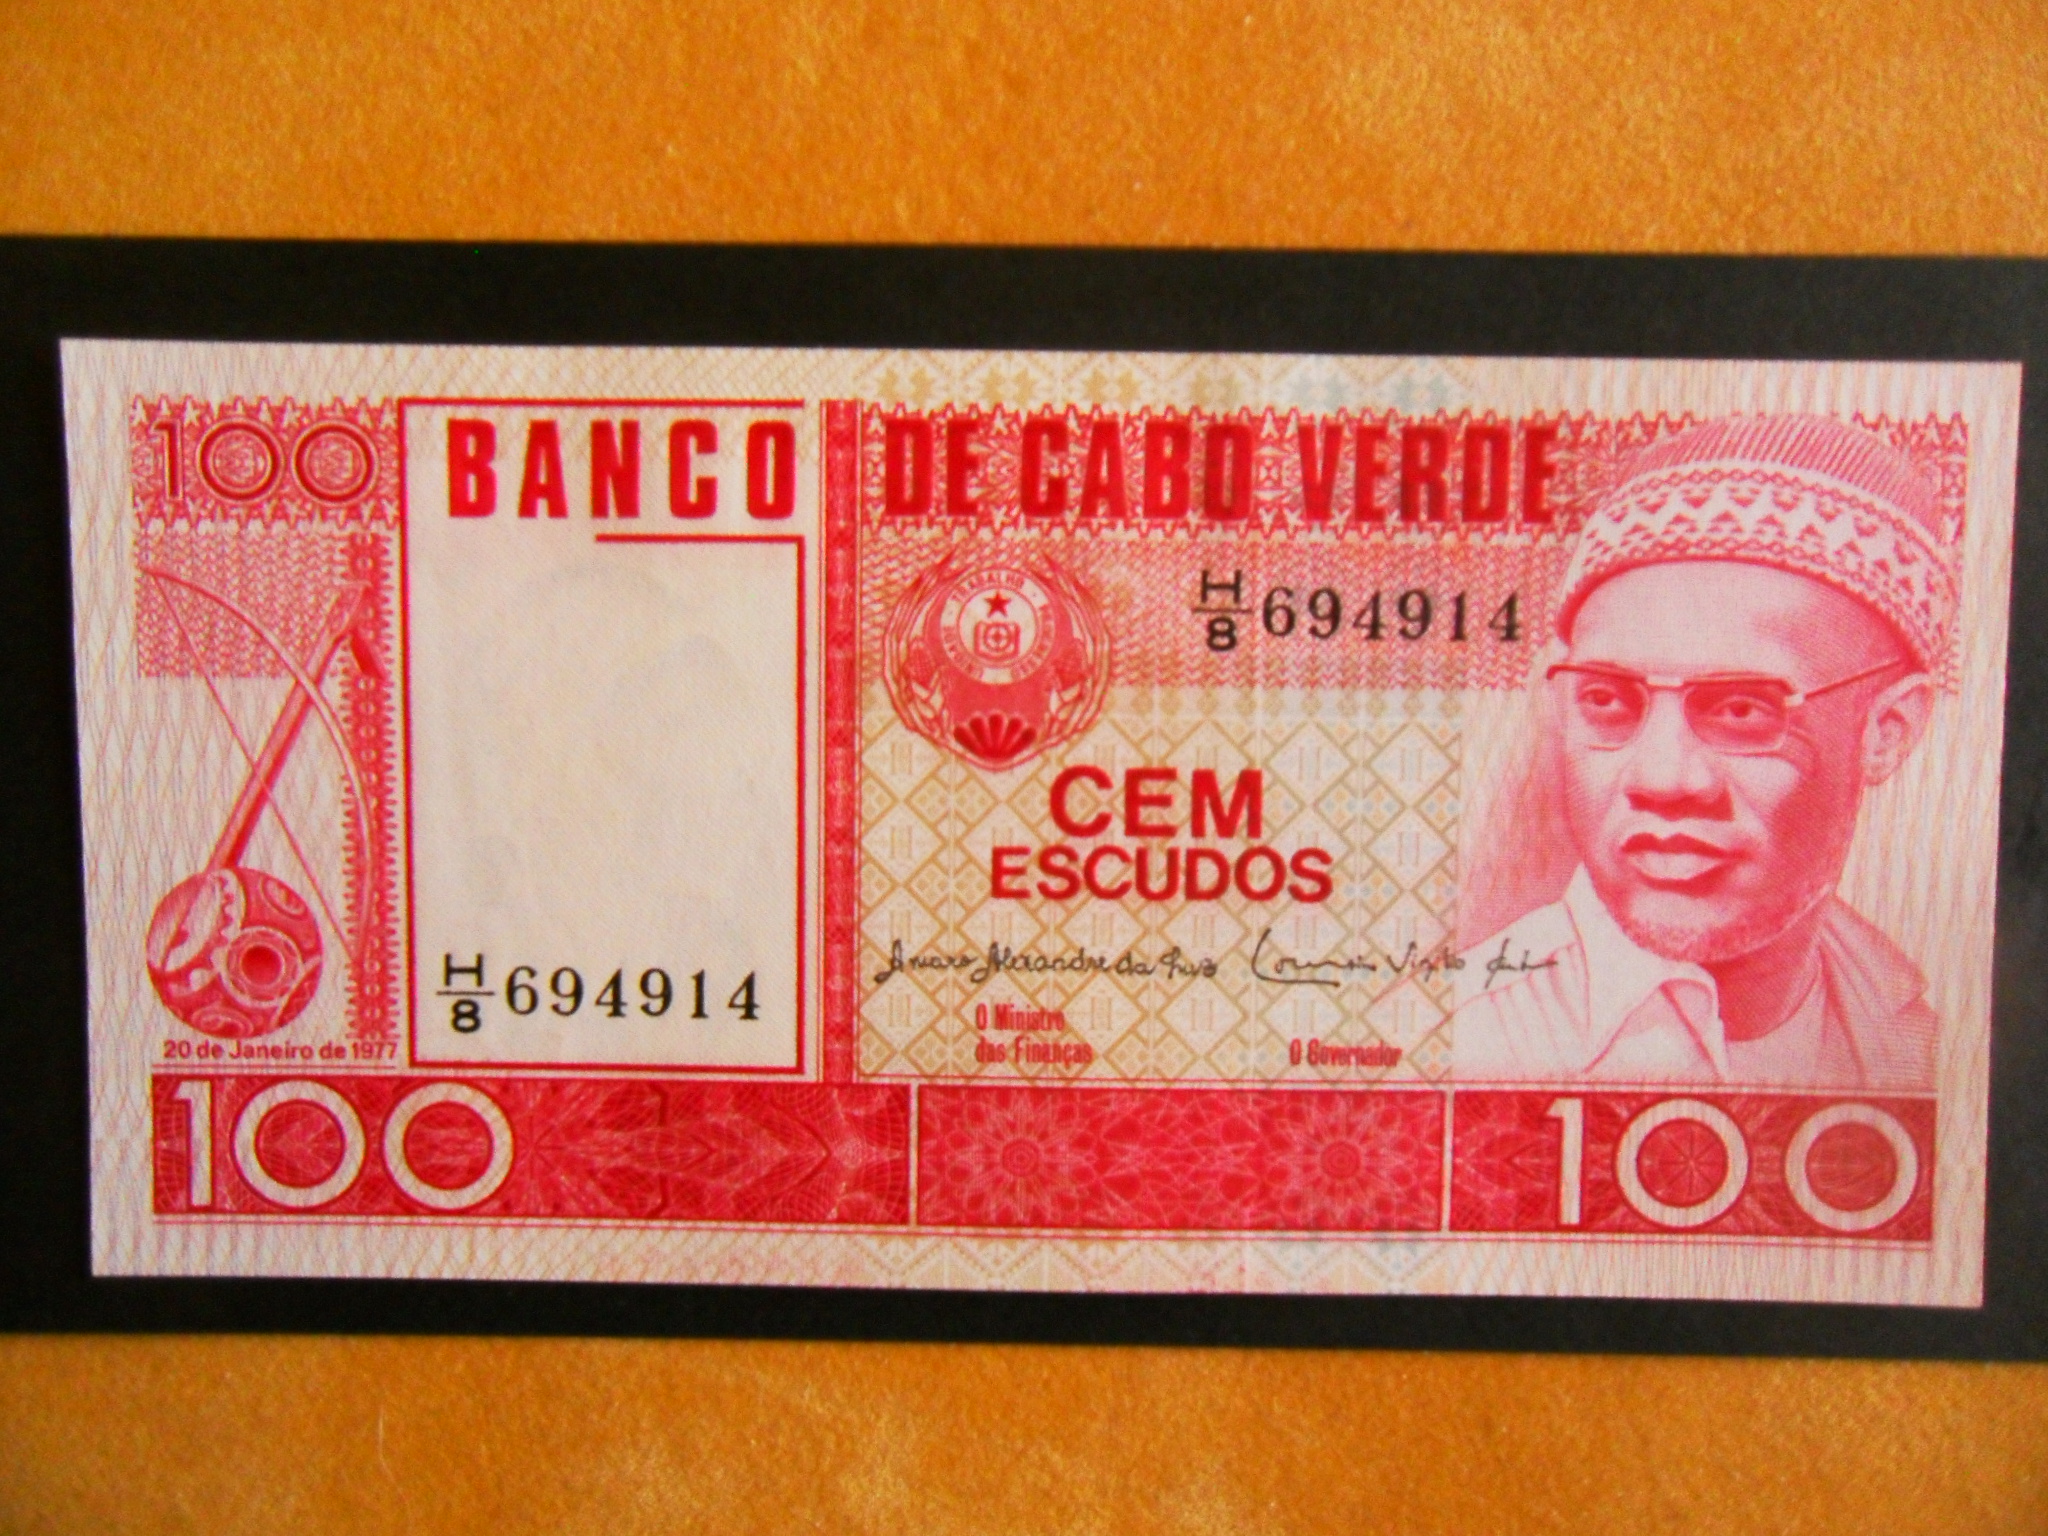 100
BANCO DE CABO VERDE
H/8 694914
TRABALHO
CEM
ESCUDOS
H/8 694914
O Ministro
das Finanças
O Governador
20 de Janeiro de 1977
100
100